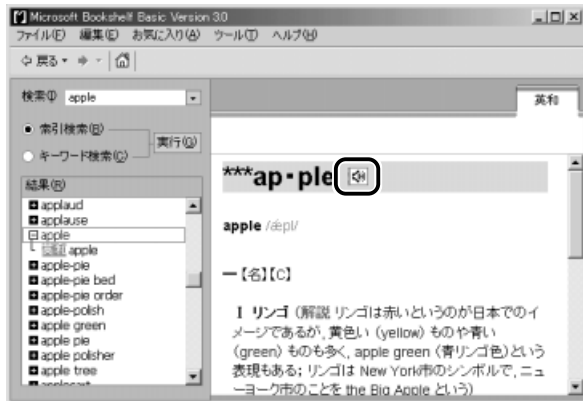 Microsoft Bookshelf Basic Version 3.0
ファイル(F) 編集(E) お気に入り(A) ツール(T) ヘルプ(H)
戻る
検索(I) apple
索引検索(B)
キーワード検索(C)
実行(G)
結果(R)
applaud
applause
apple
apple
apple-pie
apple-pie bed
apple-pie order
apple-polish
apple green
apple pie
apple polisher
apple tree
applecart
英和
***ap・ple
apple /ǽpl/
━【名】【C】
1 リンゴ (解説 リンゴは赤いというのが日本でのイ
メージであるが, 黄色い (yellow) ものや青い
(green) ものも多く, apple green (青リンゴ色)という
表現もある; リンゴは New York市のシンボルで, ニュ
ーヨーク市のことを the Big Apple という)